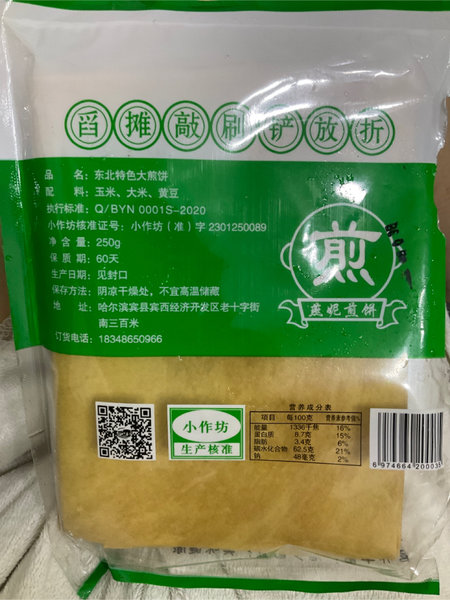 舀摊敲刷铲放折
品 名：东北特色大煎饼
配 料：玉米、大米、黄豆
执行标准：Q/BYN 0001S-2020
小作坊核准证号：小作坊（准）字 2301250089
净 含 量：250g
保 质 期：60天
生产日期：见封口
保存方法：阴凉干燥处，不宜高温储藏
地 址：哈尔滨宾县宾西经济开发区老十字街
南三百米
订货电话：18348650966
煎
燕妮煎饼
小作坊
生产核准
营养成分表
项目 每100克 营养素参考值%
能量 1336千焦 16%
蛋白质 8.7克 15%
脂肪 3.4克 6%
碳水化合物 62.5克 21%
钠 48毫克 2%
6 974664 20003